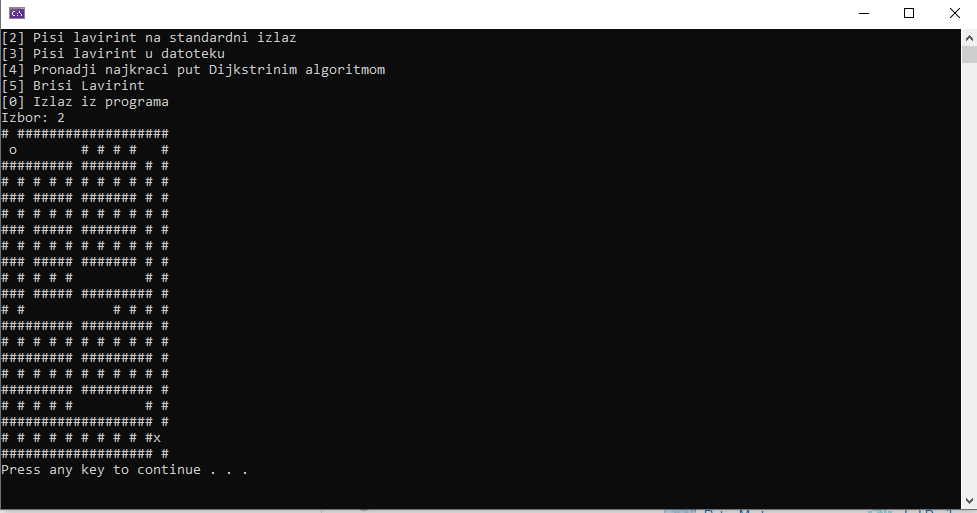 C:\
[2] Pisi lavirint na standardni izlaz
[3] Pisi lavirint u datoteku
[4] Pronadji najkraci put Dijkstrinim algoritmom
[5] Brisi Lavirint
[0] Izlaz iz programa
Izbor: 2
# ###################
 o        # # # #   #
######### ####### # #
# # # # # # # # # # #
### ##### ####### # #
# # # # # # # # # # #
### ##### ####### # #
# # # # # # # # # # #
### ##### ####### # #
# # # # #         # #
### ##### ######### #
# #           # # # #
######### ######### #
# # # # # # # # # # #
######### ######### #
# # # # # # # # # # #
######### ######### #
# # # # #         # #
################### #
# # # # # # # # # #x
################### #
Press any key to continue . . .